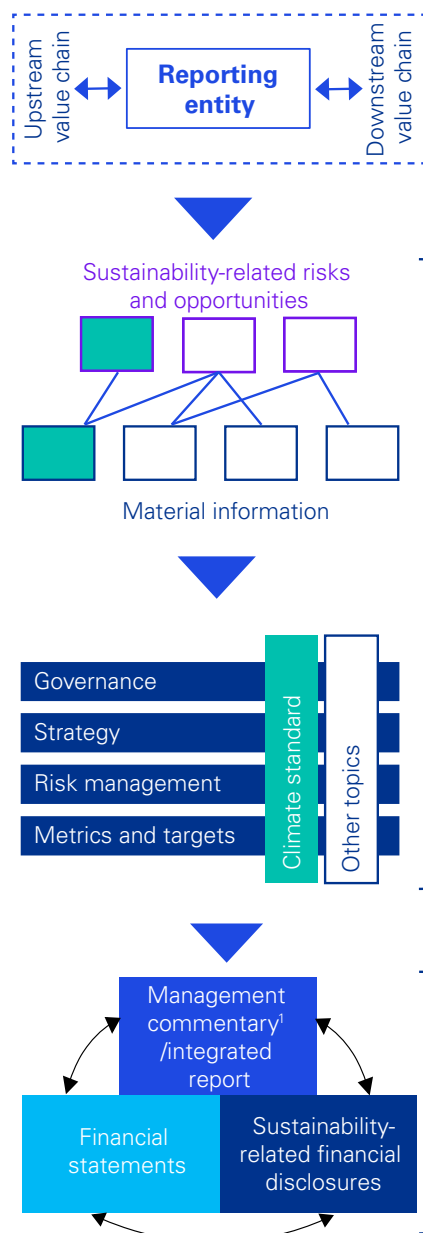 Upstream
value chain
Reporting
entity
Downstream
value chain
Sustainability-related risks
and opportunities
Material information
Governance
Strategy
Risk management
Metrics and targets
Climate standard
Other topics
Management
commentary¹
/integrated
report
Financial
statements
Sustainability-
related financial
disclosures